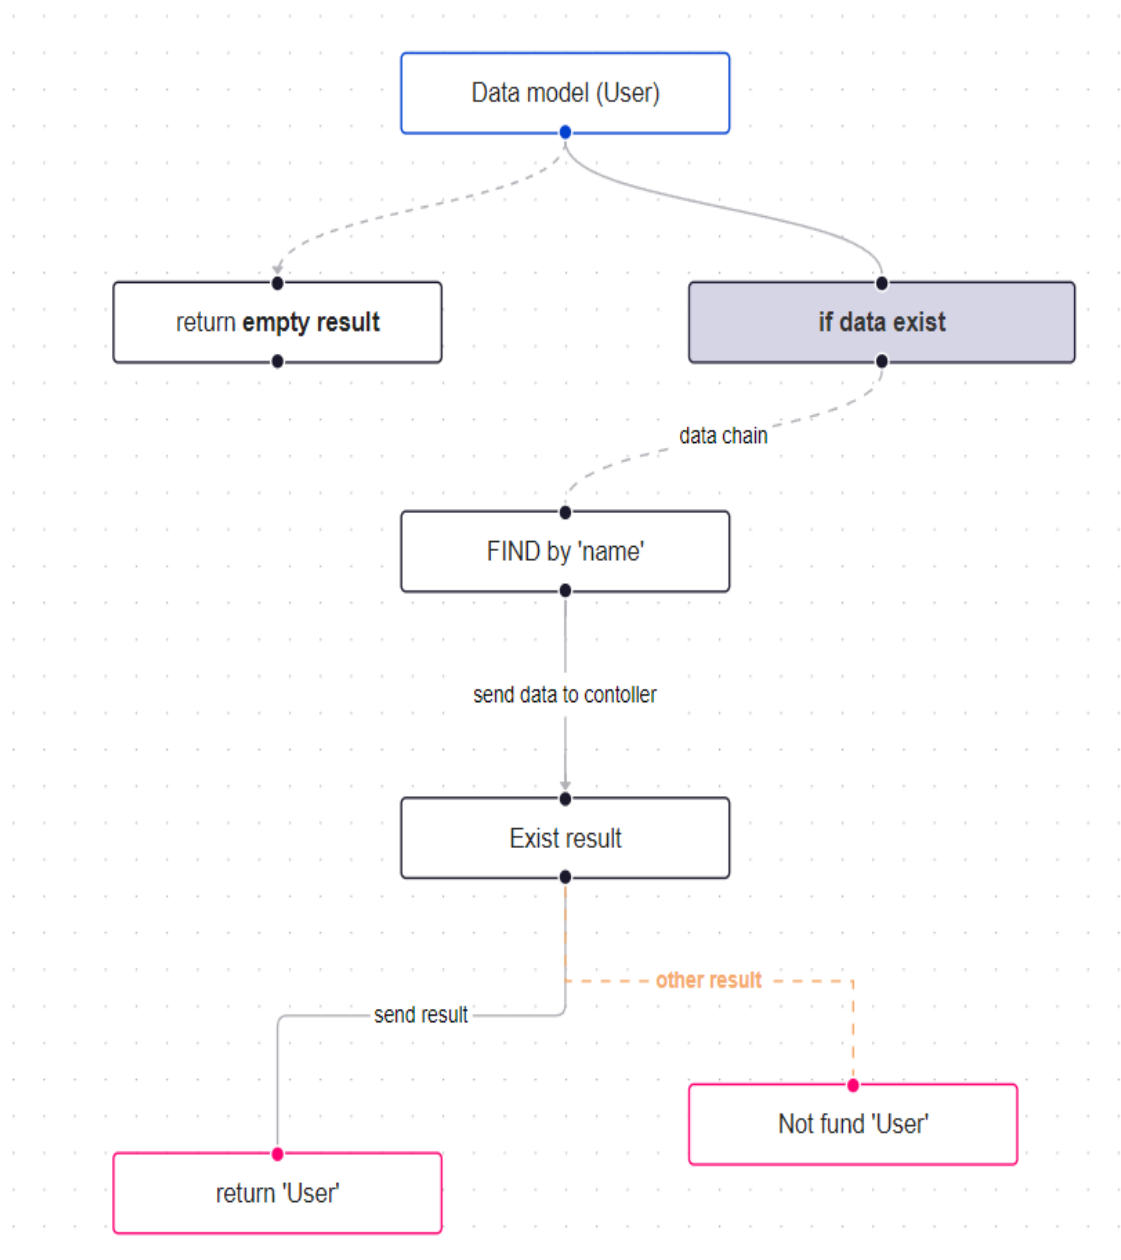 Data model (User)
return empty result
if data exist
data chain
FIND by 'name'
send data to contoller
Exist result
other result
send result
Not fund 'User'
return 'User'